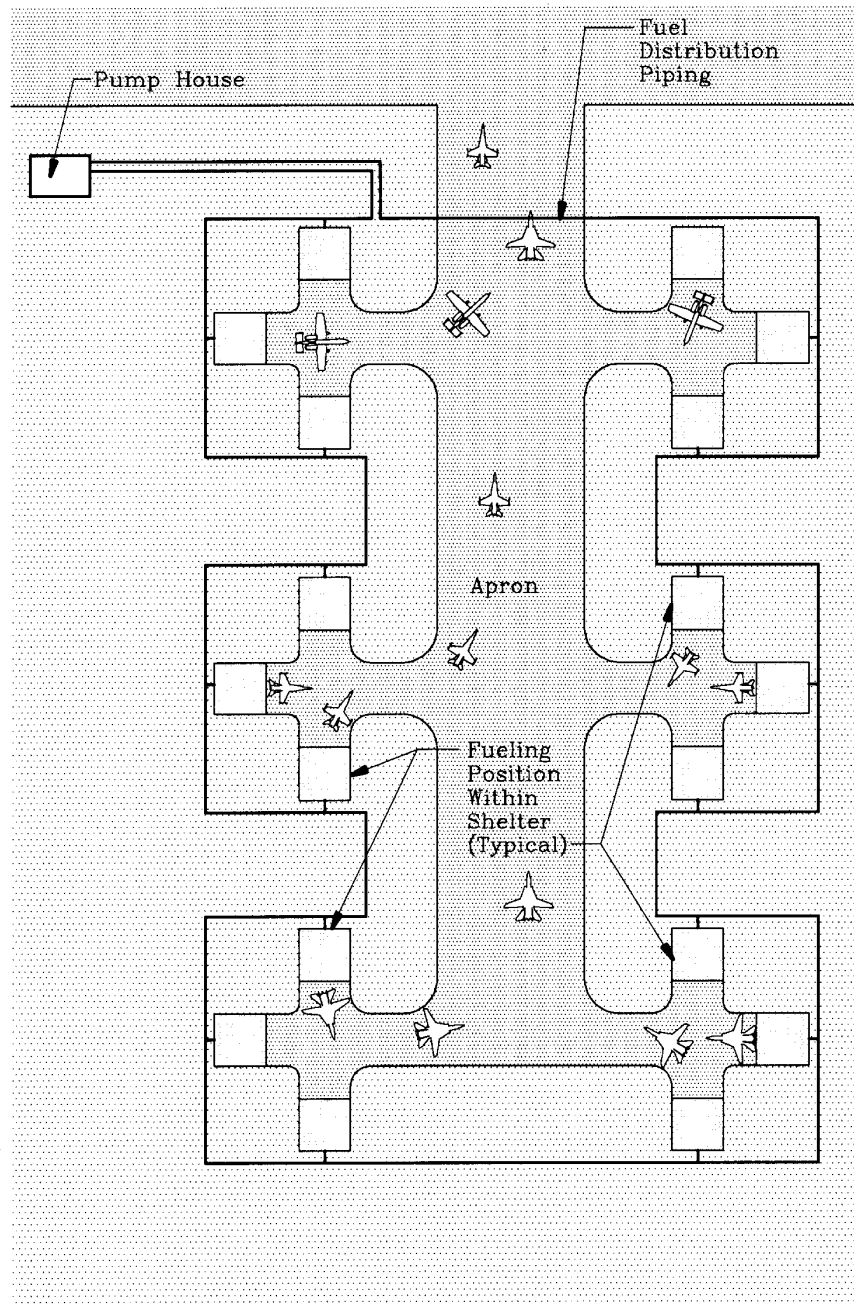 Fuel
Distribution
Piping
Pump House
Apron
Fueling
Position
Within
Shelter
(Typical)